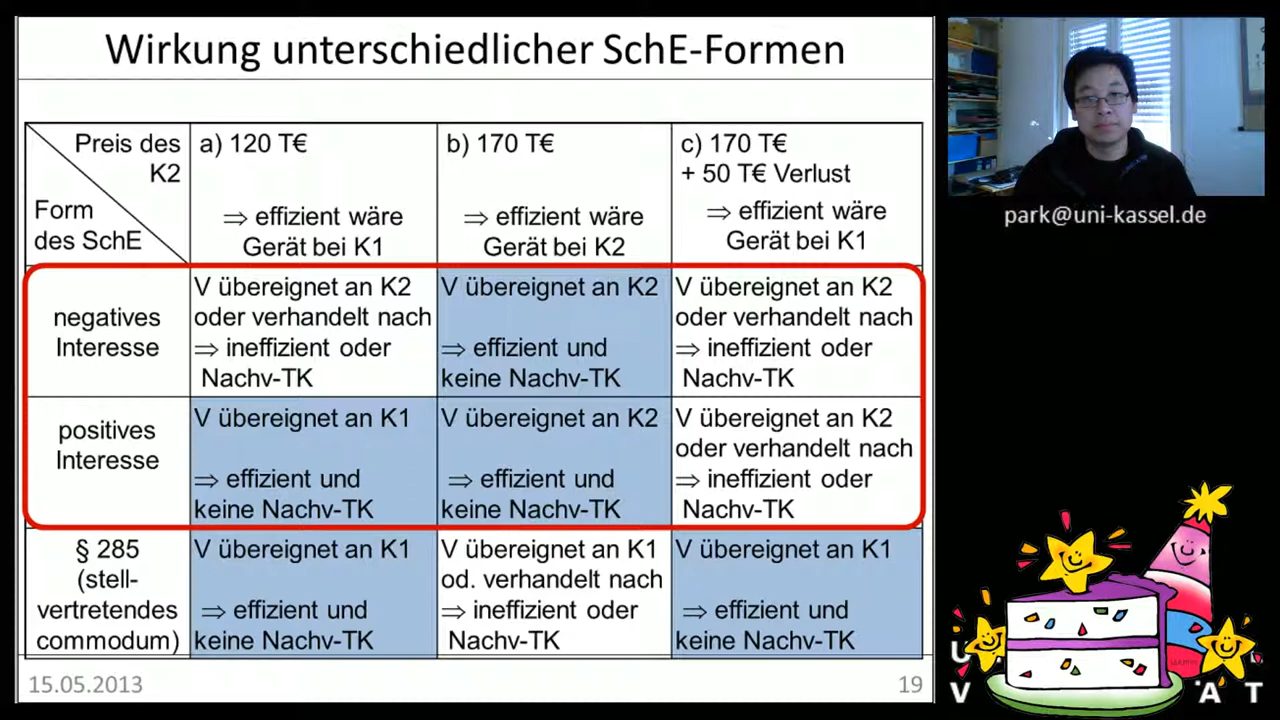 Wirkung unterschiedlicher SchE-Formen
Preis des
K2
Form
des SchE
a) 120 T€
⇒ effizient wäre
Gerät bei K1
b) 170 T€
⇒ effizient wäre
Gerät bei K2
c) 170 T€
+ 50 T€ Verlust
⇒ effizient wäre
Gerät bei K1
negatives
Interesse
V übereignet an K2
oder verhandelt nach
⇒ ineffizient oder
Nachv-TK
V übereignet an K2
⇒ effizient und
keine Nachv-TK
V übereignet an K2
oder verhandelt nach
⇒ ineffizient oder
Nachv-TK
positives
Interesse
V übereignet an K1
⇒ effizient und
keine Nachv-TK
V übereignet an K2
⇒ effizient und
keine Nachv-TK
V übereignet an K2
oder verhandelt nach
⇒ ineffizient oder
Nachv-TK
§ 285
(stell-
vertretendes
commodum)
V übereignet an K1
⇒ effizient und
keine Nachv-TK
V übereignet an K1
od. verhandelt nach
⇒ ineffizient oder
Nachv-TK
V übereignet an K1
⇒ effizient und
keine Nachv-TK
15.05.2013
19
park@uni-kassel.de
U
V A T